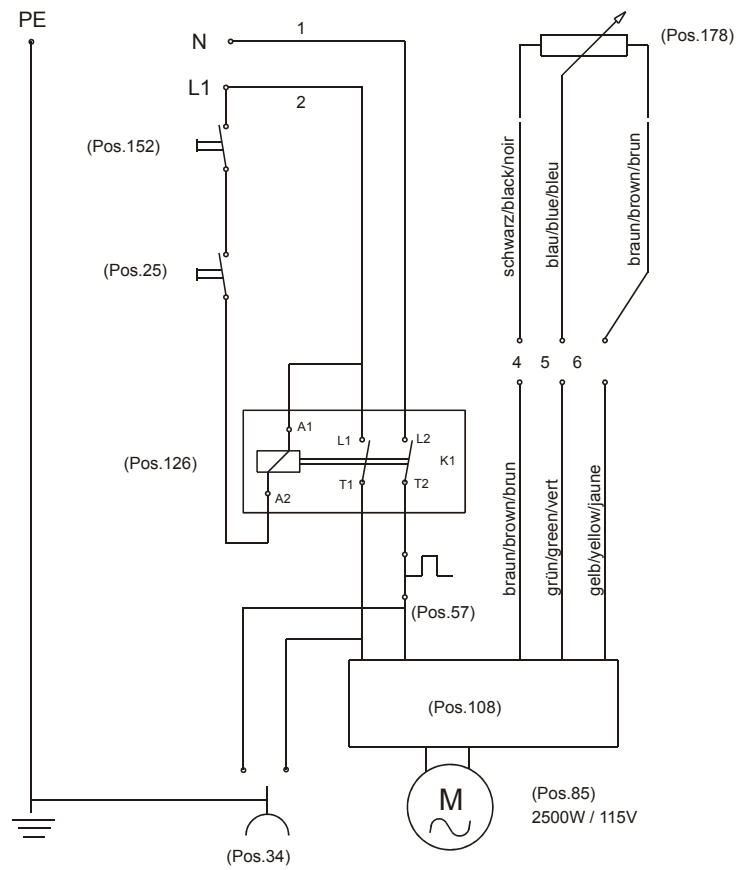 PE
N
1
L1
2
(Pos.178)
(Pos.152)
(Pos.25)
schwarz/black/noir
blau/blue/bleu
braun/brown/brun
4
5
6
A1
L1
L2
K1
(Pos.126)
A2
T1
T2
braun/brown/brun
grün/green/vert
gelb/yellow/jaune
(Pos.57)
(Pos.108)
M
(Pos.85)
2500W / 115V
(Pos.34)